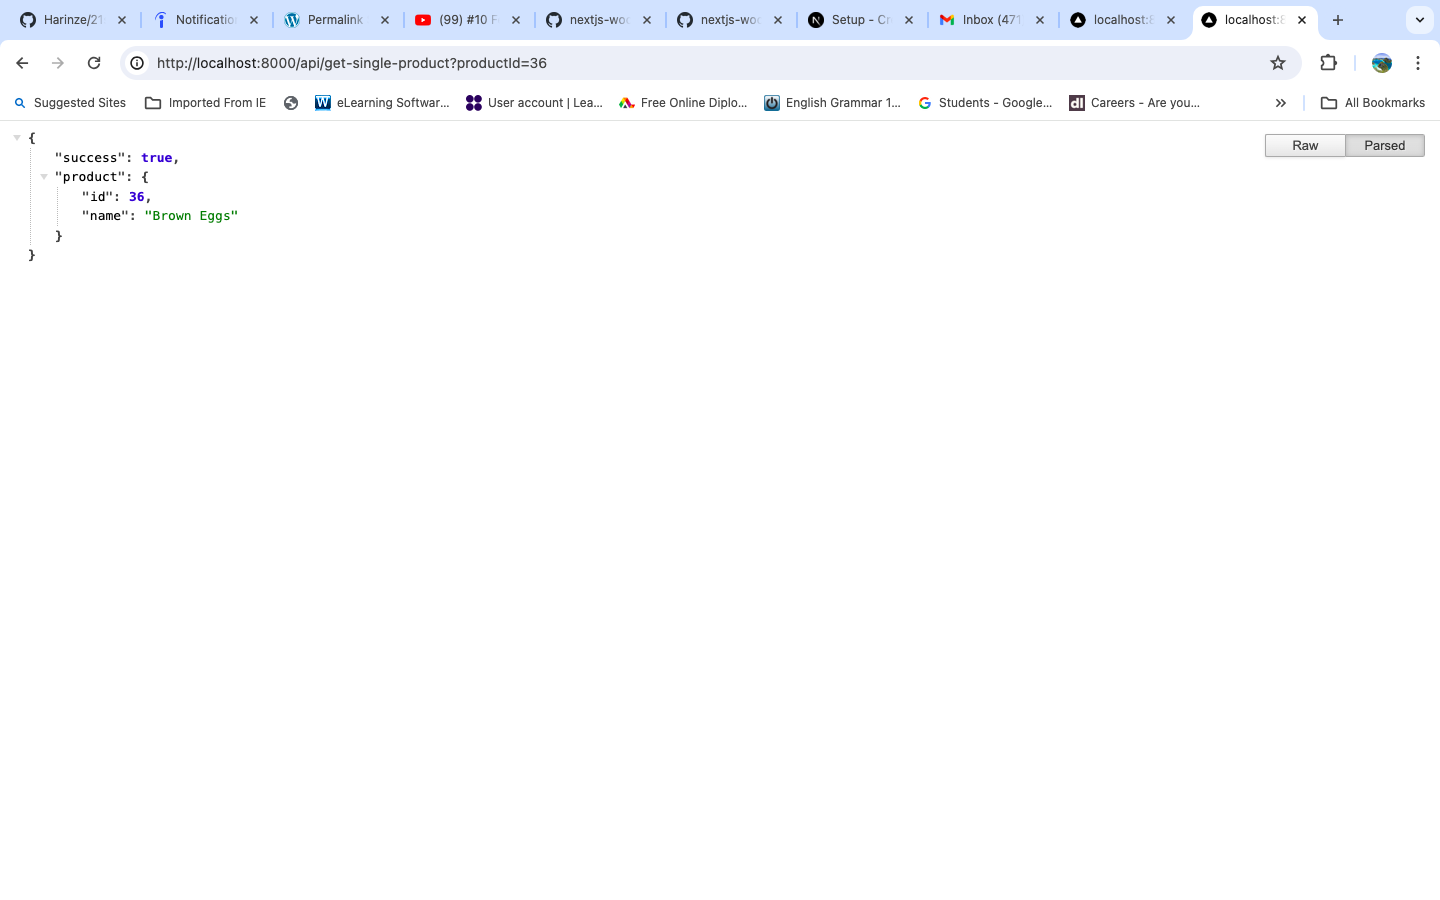 Harinze/21
Notification
Permalink
(99) #10 F
nextjs-woo
nextjs-woo
Setup - Cr
Inbox (471
localhost:8
localhost:8
http://localhost:8000/api/get-single-product?productId=36
Suggested Sites
Imported From IE
eLearning Softwar...
User account | Lea...
Free Online Diplo...
English Grammar 1...
Students - Google...
Careers - Are you...
All Bookmarks
Raw
Parsed
{
"success": true,
"product": {
"id": 36,
"name": "Brown Eggs"
}
}